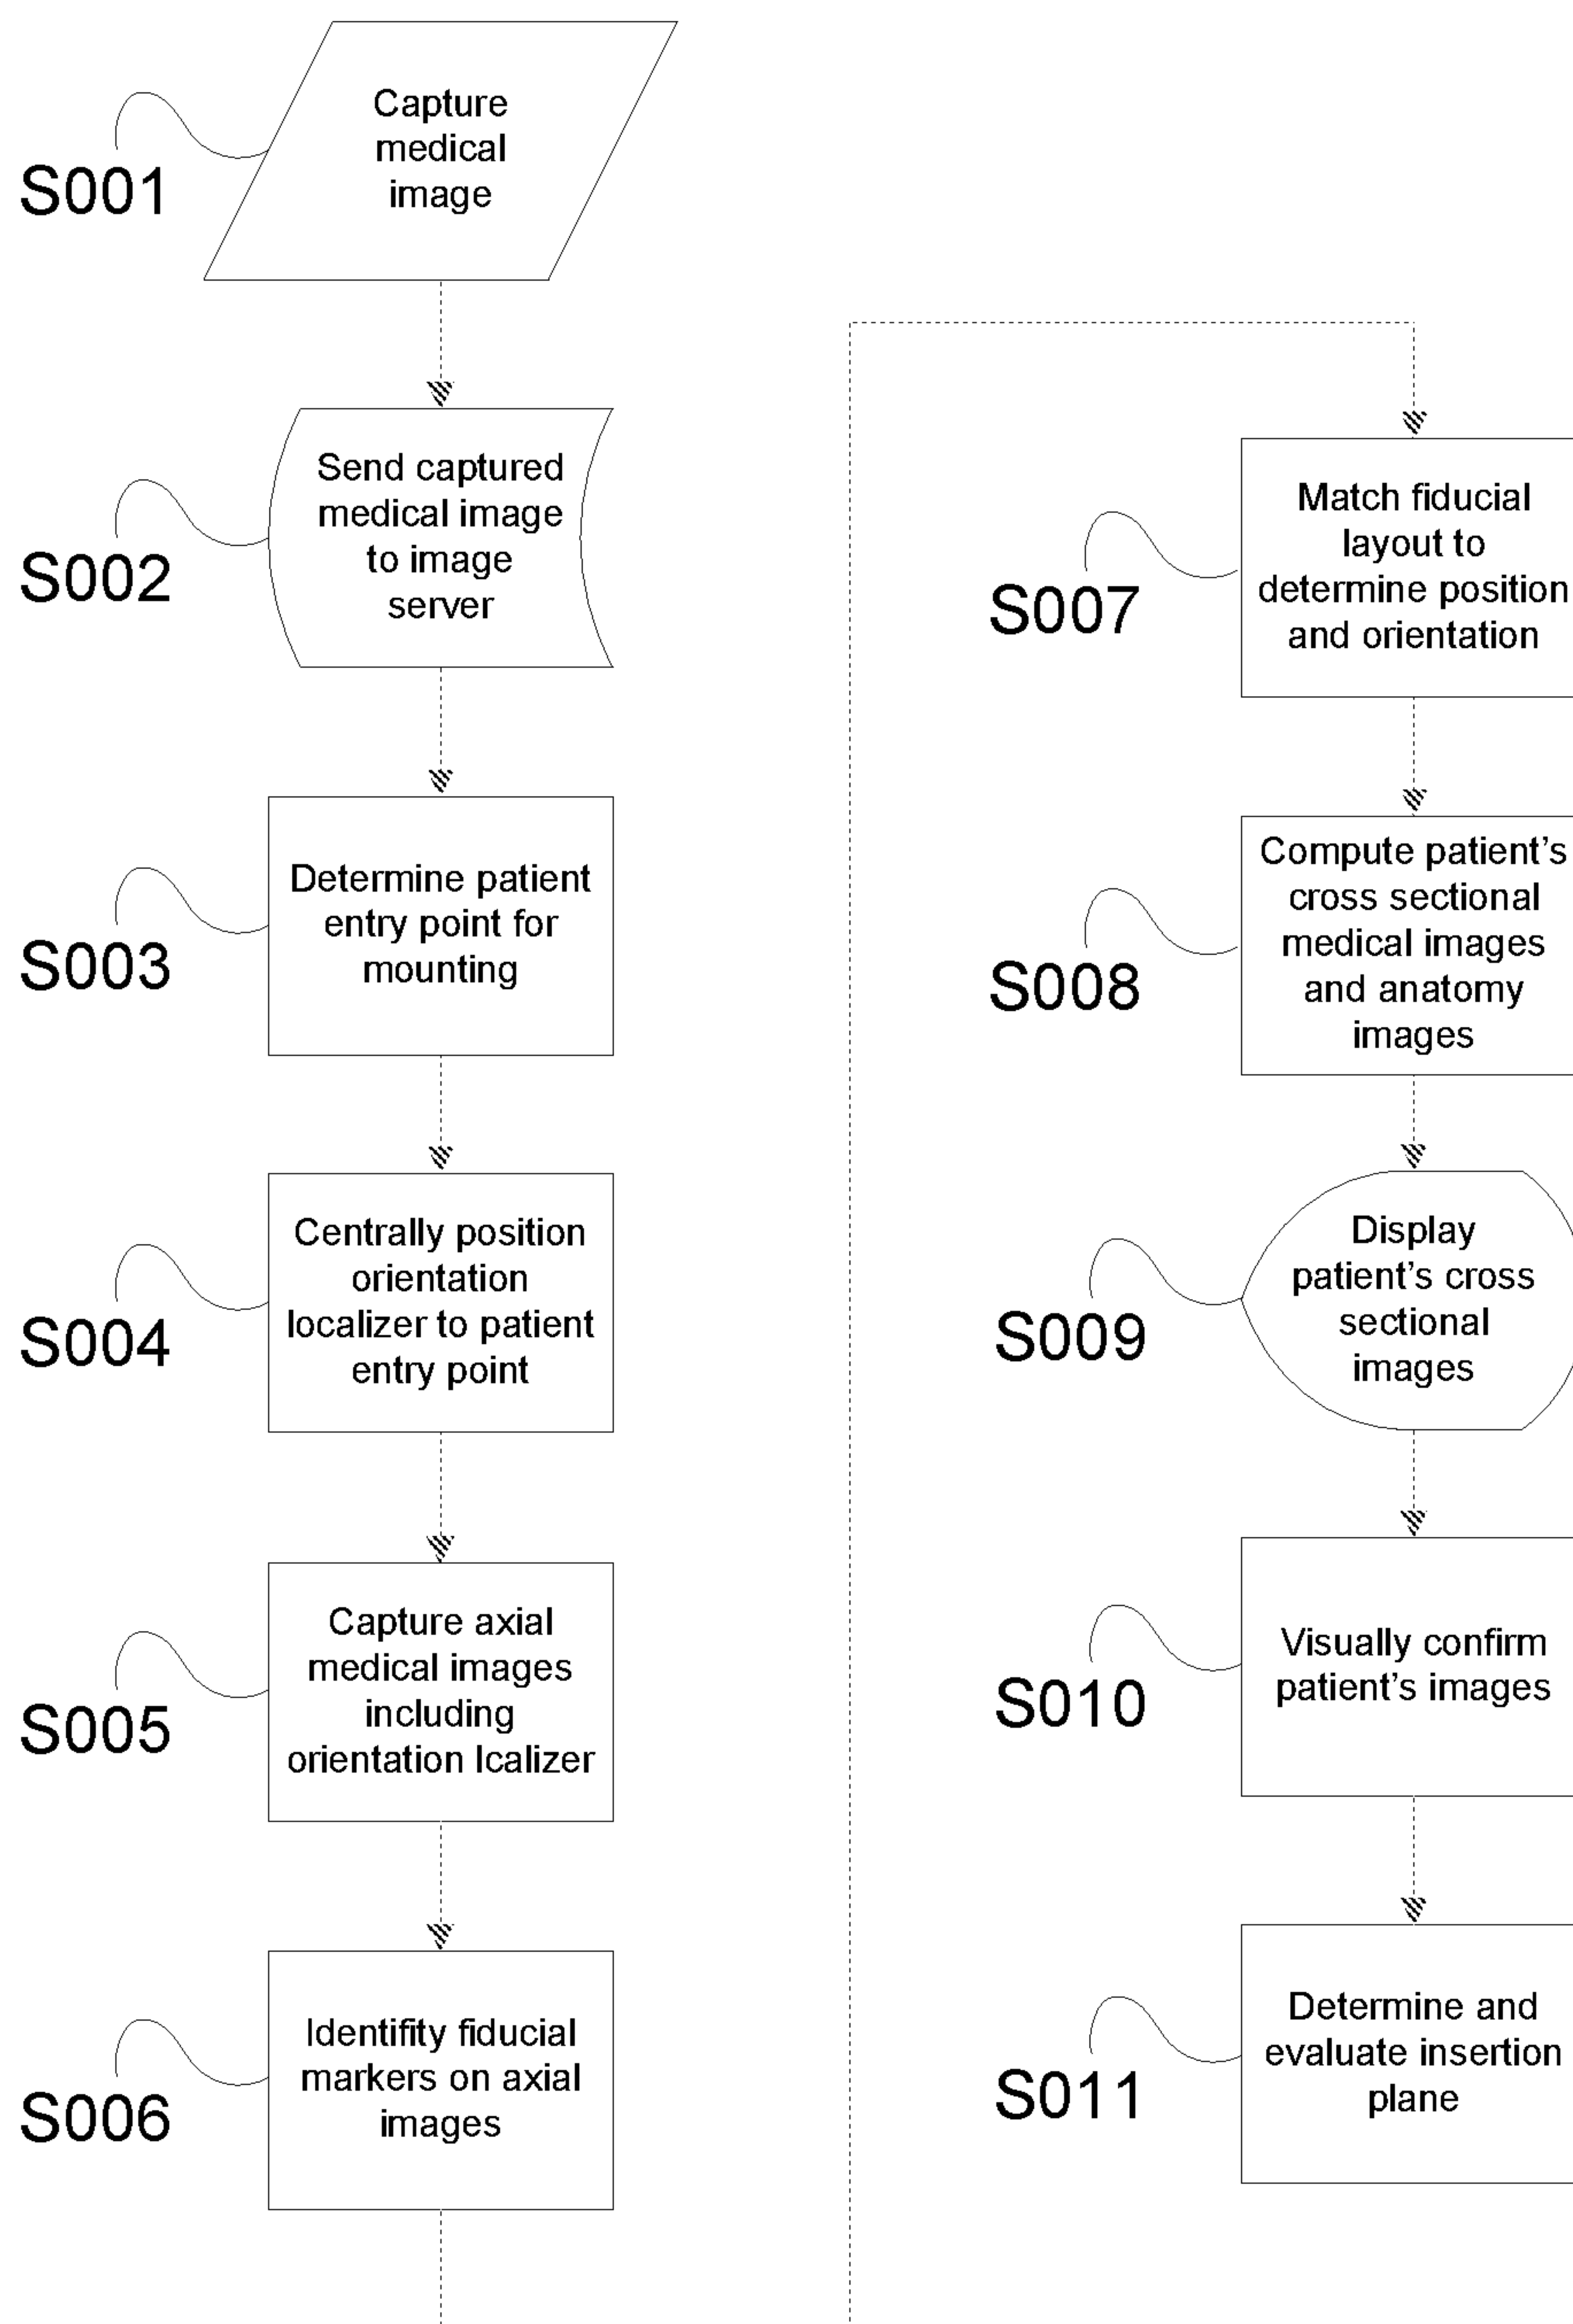 Capture
medical
image
S001
Send captured
medical image
to image
server
S002
Determine patient
entry point for
mounting
S003
Centrally position
orientation
localizer to patient
entry point
S004
Capture axial
medical images
including
orientation lcalizer
S005
Identifity fiducial
markers on axial
images
S006
Match fiducial
layout to
determine position
and orientation
S007
Compute patient’s
cross sectional
medical images
and anatomy
images
S008
Display
patient’s cross
sectional
images
S009
Visually confirm
patient’s images
S010
Determine and
evaluate insertion
plane
S011